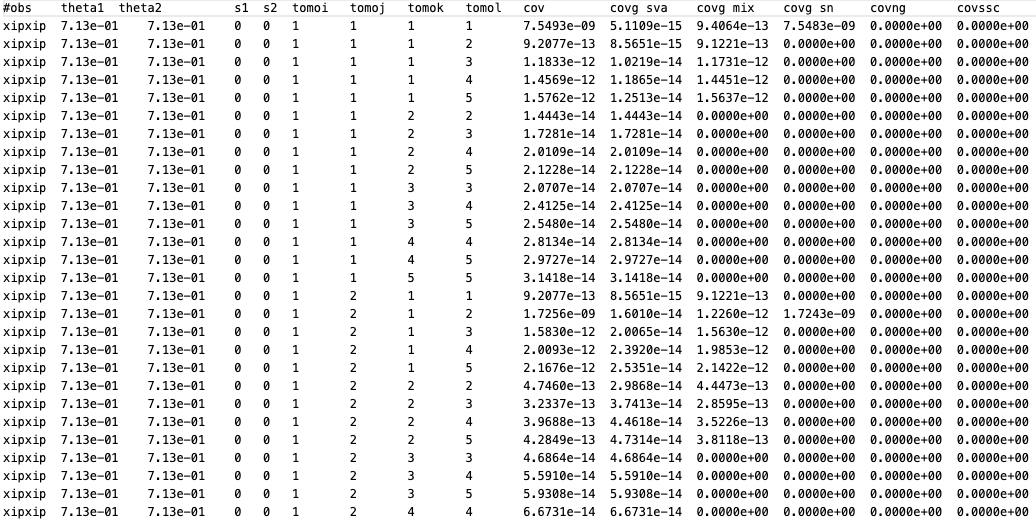 #obs theta1 theta2 s1 s2 tomoi tomoj tomok tomol cov covg sva covg mix covg sn covng covssc
xipxip 7.13e-01 7.13e-01 0 0 1 1 1 1 7.5493e-09 5.1109e-15 9.4064e-13 7.5483e-09 0.0000e+00 0.0000e+00
xipxip 7.13e-01 7.13e-01 0 0 1 1 1 2 9.2077e-13 8.5651e-15 9.1221e-13 0.0000e+00 0.0000e+00 0.0000e+00
xipxip 7.13e-01 7.13e-01 0 0 1 1 1 3 1.1833e-12 1.0219e-14 1.1731e-12 0.0000e+00 0.0000e+00 0.0000e+00
xipxip 7.13e-01 7.13e-01 0 0 1 1 1 4 1.4569e-12 1.1865e-14 1.4451e-12 0.0000e+00 0.0000e+00 0.0000e+00
xipxip 7.13e-01 7.13e-01 0 0 1 1 1 5 1.5762e-12 1.2513e-14 1.5637e-12 0.0000e+00 0.0000e+00 0.0000e+00
xipxip 7.13e-01 7.13e-01 0 0 1 1 2 2 1.4443e-14 1.4443e-14 0.0000e+00 0.0000e+00 0.0000e+00 0.0000e+00
xipxip 7.13e-01 7.13e-01 0 0 1 1 2 3 1.7281e-14 1.7281e-14 0.0000e+00 0.0000e+00 0.0000e+00 0.0000e+00
xipxip 7.13e-01 7.13e-01 0 0 1 1 2 4 2.0109e-14 2.0109e-14 0.0000e+00 0.0000e+00 0.0000e+00 0.0000e+00
xipxip 7.13e-01 7.13e-01 0 0 1 1 2 5 2.1228e-14 2.1228e-14 0.0000e+00 0.0000e+00 0.0000e+00 0.0000e+00
xipxip 7.13e-01 7.13e-01 0 0 1 1 3 3 2.0707e-14 2.0707e-14 0.0000e+00 0.0000e+00 0.0000e+00 0.0000e+00
xipxip 7.13e-01 7.13e-01 0 0 1 1 3 4 2.4125e-14 2.4125e-14 0.0000e+00 0.0000e+00 0.0000e+00 0.0000e+00
xipxip 7.13e-01 7.13e-01 0 0 1 1 3 5 2.5480e-14 2.5480e-14 0.0000e+00 0.0000e+00 0.0000e+00 0.0000e+00
xipxip 7.13e-01 7.13e-01 0 0 1 1 4 4 2.8134e-14 2.8134e-14 0.0000e+00 0.0000e+00 0.0000e+00 0.0000e+00
xipxip 7.13e-01 7.13e-01 0 0 1 1 4 5 2.9727e-14 2.9727e-14 0.0000e+00 0.0000e+00 0.0000e+00 0.0000e+00
xipxip 7.13e-01 7.13e-01 0 0 1 1 5 5 3.1418e-14 3.1418e-14 0.0000e+00 0.0000e+00 0.0000e+00 0.0000e+00
xipxip 7.13e-01 7.13e-01 0 0 1 2 1 1 9.2077e-13 8.5651e-15 9.1221e-13 0.0000e+00 0.0000e+00 0.0000e+00
xipxip 7.13e-01 7.13e-01 0 0 1 2 1 2 1.7256e-09 1.6010e-14 1.2260e-12 1.7243e-09 0.0000e+00 0.0000e+00
xipxip 7.13e-01 7.13e-01 0 0 1 2 1 3 1.5830e-12 2.0065e-14 1.5630e-12 0.0000e+00 0.0000e+00 0.0000e+00
xipxip 7.13e-01 7.13e-01 0 0 1 2 1 4 2.0093e-12 2.3920e-14 1.9853e-12 0.0000e+00 0.0000e+00 0.0000e+00
xipxip 7.13e-01 7.13e-01 0 0 1 2 1 5 2.1676e-12 2.5351e-14 2.1422e-12 0.0000e+00 0.0000e+00 0.0000e+00
xipxip 7.13e-01 7.13e-01 0 0 1 2 2 2 4.7460e-13 2.9868e-14 4.4473e-13 0.0000e+00 0.0000e+00 0.0000e+00
xipxip 7.13e-01 7.13e-01 0 0 1 2 2 3 3.2337e-13 3.7413e-14 2.8595e-13 0.0000e+00 0.0000e+00 0.0000e+00
xipxip 7.13e-01 7.13e-01 0 0 1 2 2 4 3.9688e-13 4.4618e-14 3.5226e-13 0.0000e+00 0.0000e+00 0.0000e+00
xipxip 7.13e-01 7.13e-01 0 0 1 2 2 5 4.2849e-13 4.7314e-14 3.8118e-13 0.0000e+00 0.0000e+00 0.0000e+00
xipxip 7.13e-01 7.13e-01 0 0 1 2 3 3 4.6864e-14 4.6864e-14 0.0000e+00 0.0000e+00 0.0000e+00 0.0000e+00
xipxip 7.13e-01 7.13e-01 0 0 1 2 3 4 5.5910e-14 5.5910e-14 0.0000e+00 0.0000e+00 0.0000e+00 0.0000e+00
xipxip 7.13e-01 7.13e-01 0 0 1 2 3 5 5.9308e-14 5.9308e-14 0.0000e+00 0.0000e+00 0.0000e+00 0.0000e+00
xipxip 7.13e-01 7.13e-01 0 0 1 2 4 4 6.6731e-14 6.6731e-14 0.0000e+00 0.0000e+00 0.0000e+00 0.0000e+00